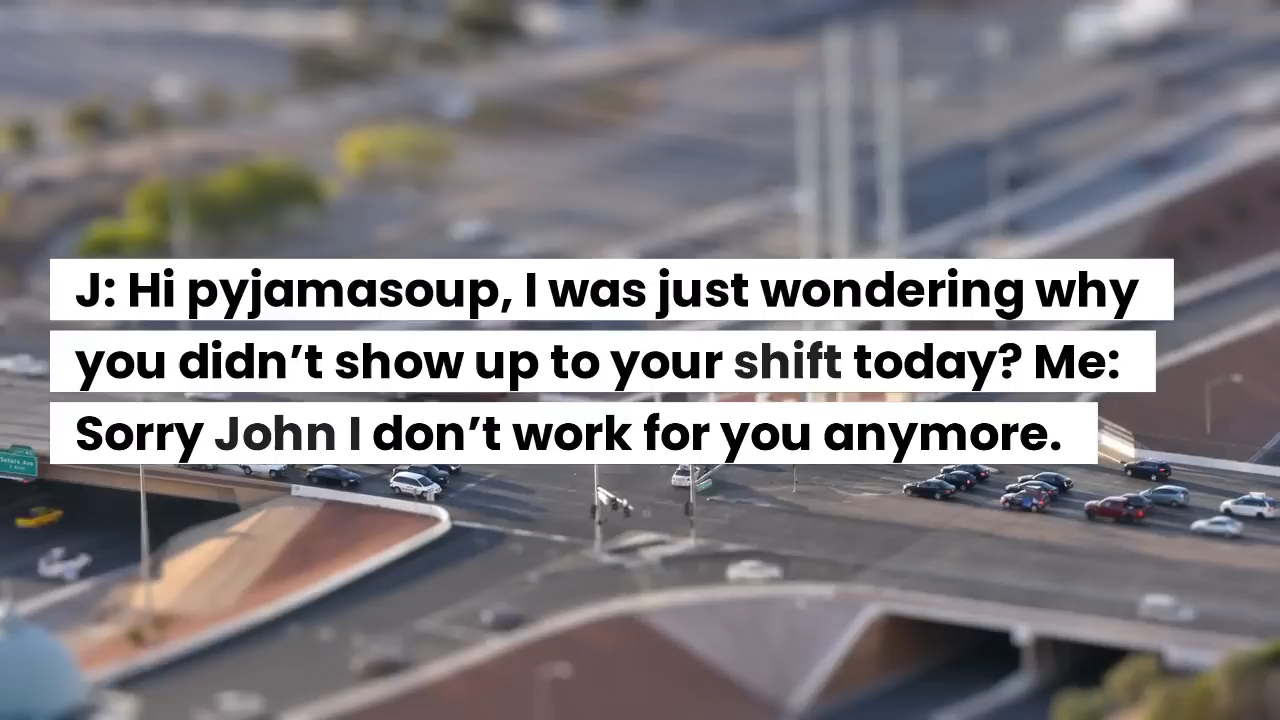 J: Hi pyjamasoup, I was just wondering why
you didn’t show up to your shift today? Me:
Sorry John I don’t work for you anymore.